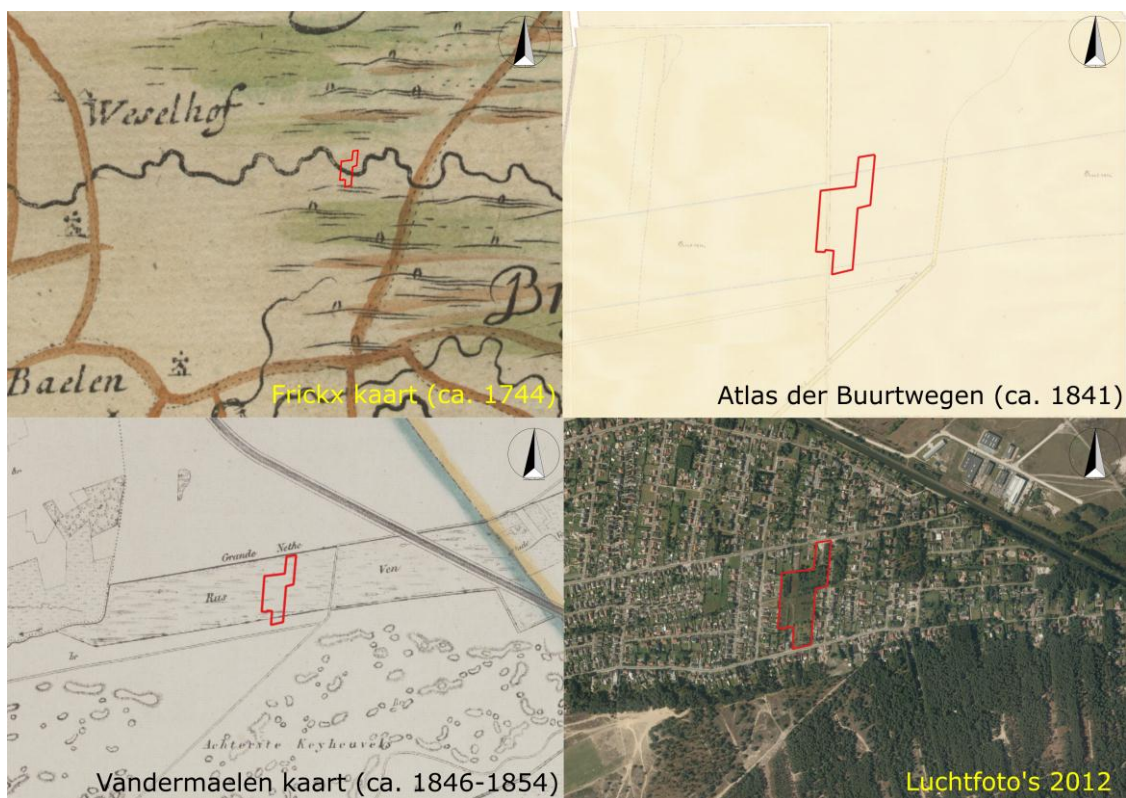 Weselhof
Br
Baelen
Frickx kaart (ca. 1744)
Atlas der Buurtwegen (ca. 1841)
Grande Nethe
Rus
Ven
Achterste Keyheuvels
Vandermaelen kaart (ca. 1846-1854)
Luchtfoto's 2012